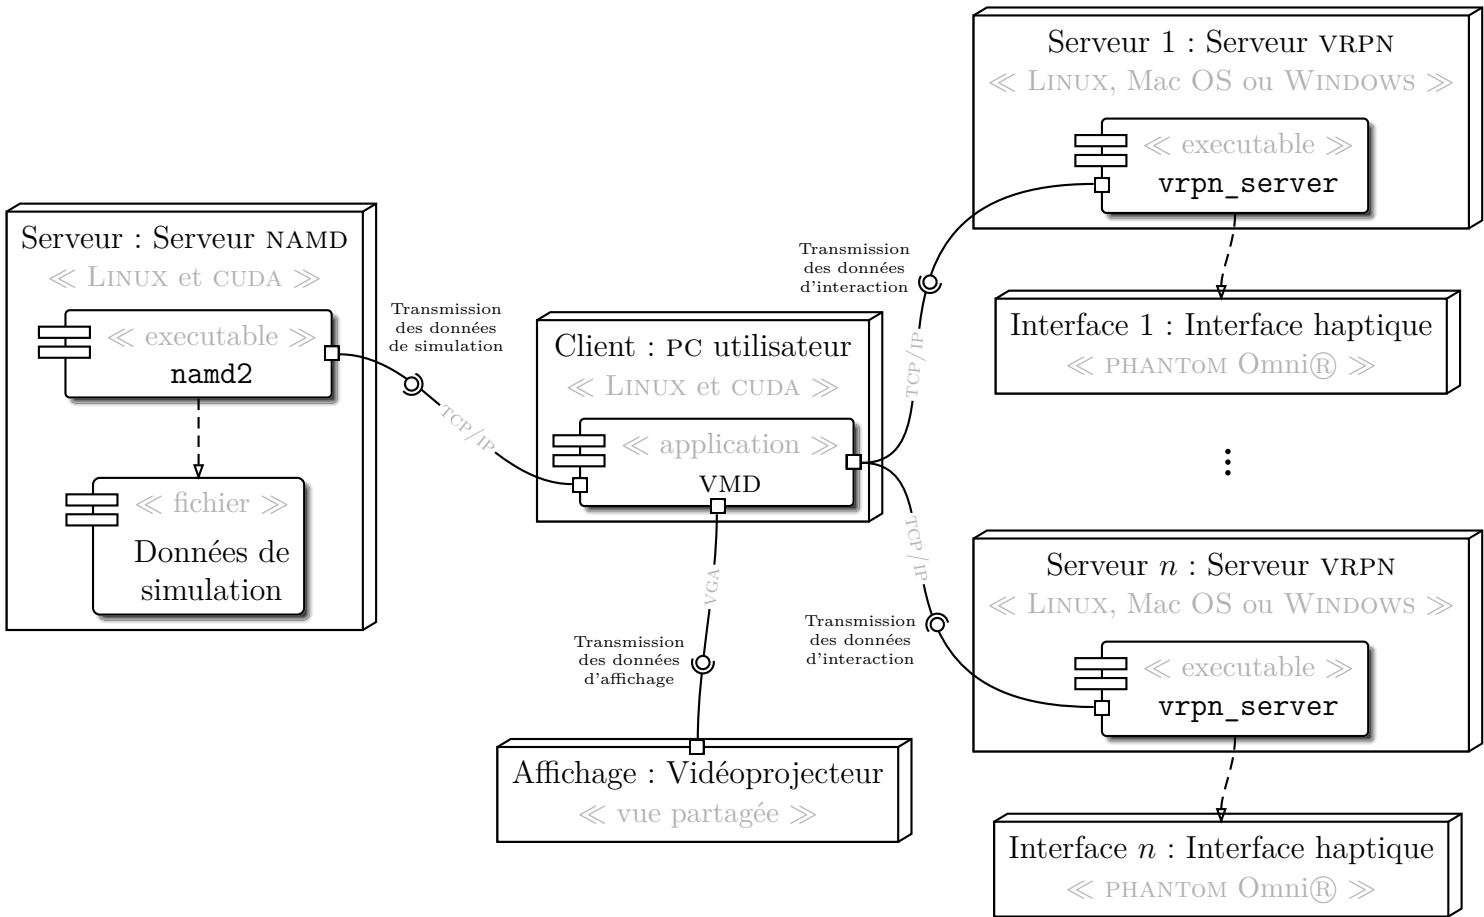 Serveur : Serveur NAMD
≪ LINUX et CUDA ≫
≪ executable ≫
namd2
≪ fichier ≫
Données de
simulation
Transmission
des données
de simulation
TCP/IP
Client : PC utilisateur
≪ LINUX et CUDA ≫
≪ application ≫
VMD
VGA
Transmission
des données
d'affichage
Affichage : Vidéoprojecteur
≪ vue partagée ≫
Transmission
des données
d'interaction
TCP/IP
TCP/IP
Transmission
des données
d'interaction
Serveur 1 : Serveur VRPN
≪ LINUX, Mac OS ou WINDOWS ≫
≪ executable ≫
vrpn_server
Interface 1 : Interface haptique
≪ PHANToM Omni® ≫
⋮
Serveur n : Serveur VRPN
≪ LINUX, Mac OS ou WINDOWS ≫
≪ executable ≫
vrpn_server
Interface n : Interface haptique
≪ PHANToM Omni® ≫